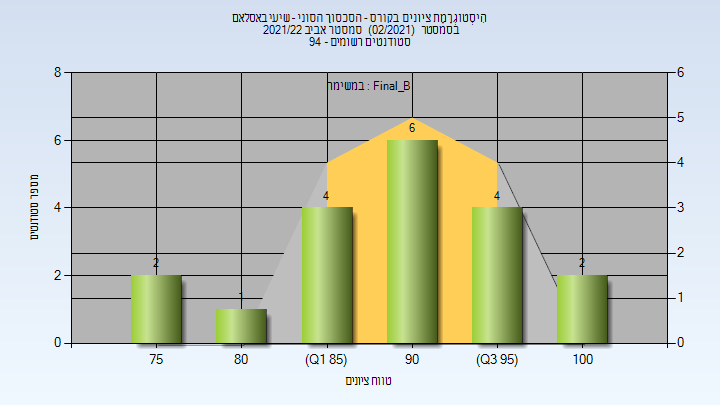 היסטוגרמת ציונים בקורס - הסכסוך הסוני - שיעי באסלאם
בסמסטר (02/2021) סמסטר אביב 2021/22
סטודנטים רשומים - 94
במשימה : Final_B
8
6
4
2
0
6
5
4
3
2
1
0
2
1
4
6
4
2
מספר סטודנטים
75
80
(Q1 85)
90
(Q3 95)
100
טווח ציונים